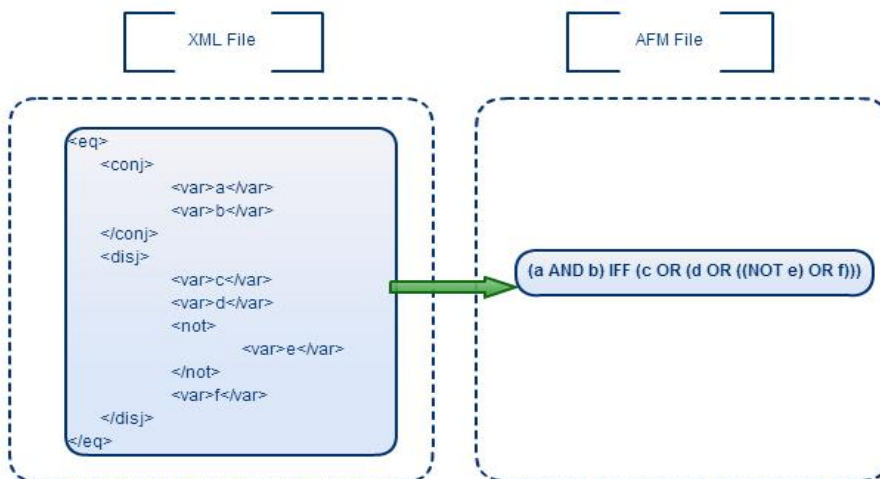 XML File
AFM File
<eq>
<conj>
<var>a</var>
<var>b</var>
</conj>
<disj>
<var>c</var>
<var>d</var>
<not>
<var>e</var>
</not>
<var>f</var>
</disj>
</eq>
(a AND b) IFF (c OR (d OR ((NOT e) OR f)))